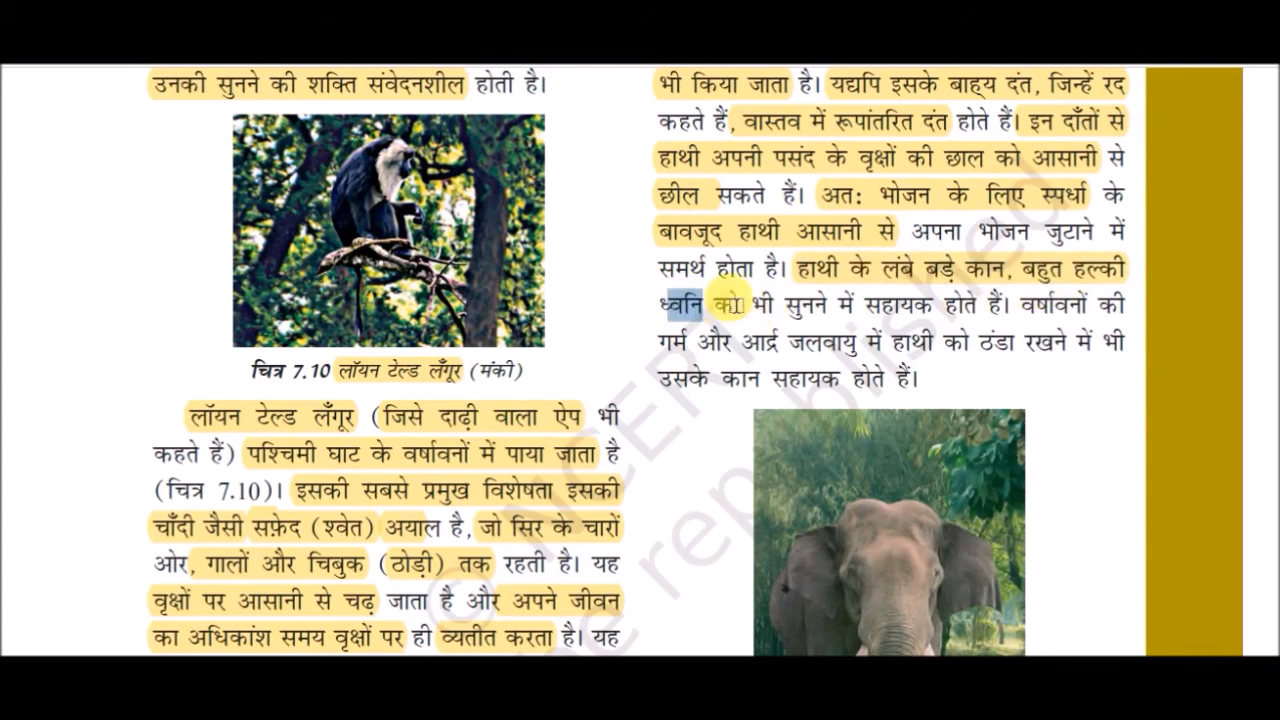 उनकी सुनने की शक्ति संवेदनशील होती है।
चित्र 7.10 लॉयन टेल्ड लँगूर (मंकी)
लॉयन टेल्ड लँगूर (जिसे दाढ़ी वाला ऐप भी
कहते हैं) पश्चिमी घाट के वर्षावनों में पाया जाता है
(चित्र 7.10)। इसकी सबसे प्रमुख विशेषता इसकी
चाँदी जैसी सफ़ेद (श्वेत) अयाल है, जो सिर के चारों
ओर, गालों और चिबुक (ठोड़ी) तक रहती है। यह
वृक्षों पर आसानी से चढ़ जाता है और अपने जीवन
का अधिकांश समय वृक्षों पर ही व्यतीत करता है। यह
भी किया जाता है। यद्यपि इसके बाह्य दंत, जिन्हें रद
कहते हैं, वास्तव में रूपांतरित दंत होते हैं। इन दाँतों से
हाथी अपनी पसंद के वृक्षों की छाल को आसानी से
छील सकते हैं। अतः भोजन के लिए स्पर्धा के
बावजूद हाथी आसानी से अपना भोजन जुटाने में
समर्थ होता है। हाथी के लंबे बड़े कान, बहुत हल्की
ध्वनि को भी सुनने में सहायक होते हैं। वर्षावनों की
गर्म और आर्द्र जलवायु में हाथी को ठंडा रखने में भी
उसके कान सहायक होते हैं।
© NCERT
be republished